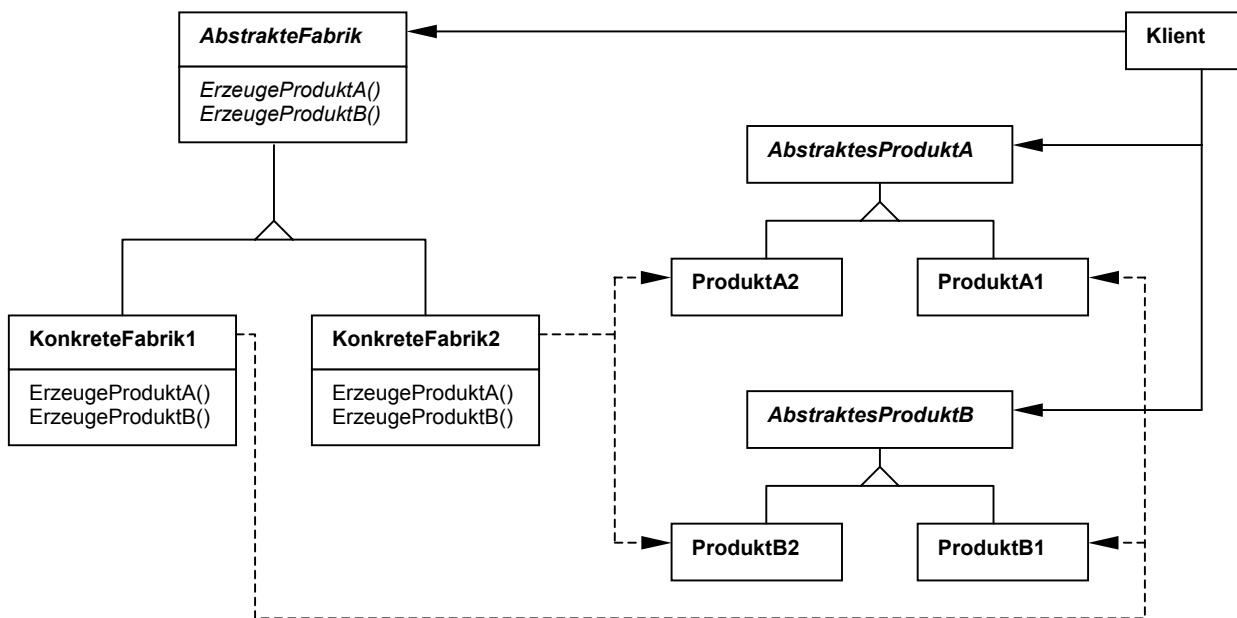 AbstrakteFabrik
Klient
ErzeugeProduktA()
ErzeugeProduktB()
AbstraktesProduktA
ProduktA2
ProduktA1
KonkreteFabrik1
KonkreteFabrik2
ErzeugeProduktA()
ErzeugeProduktB()
ErzeugeProduktA()
ErzeugeProduktB()
AbstraktesProduktB
ProduktB2
ProduktB1